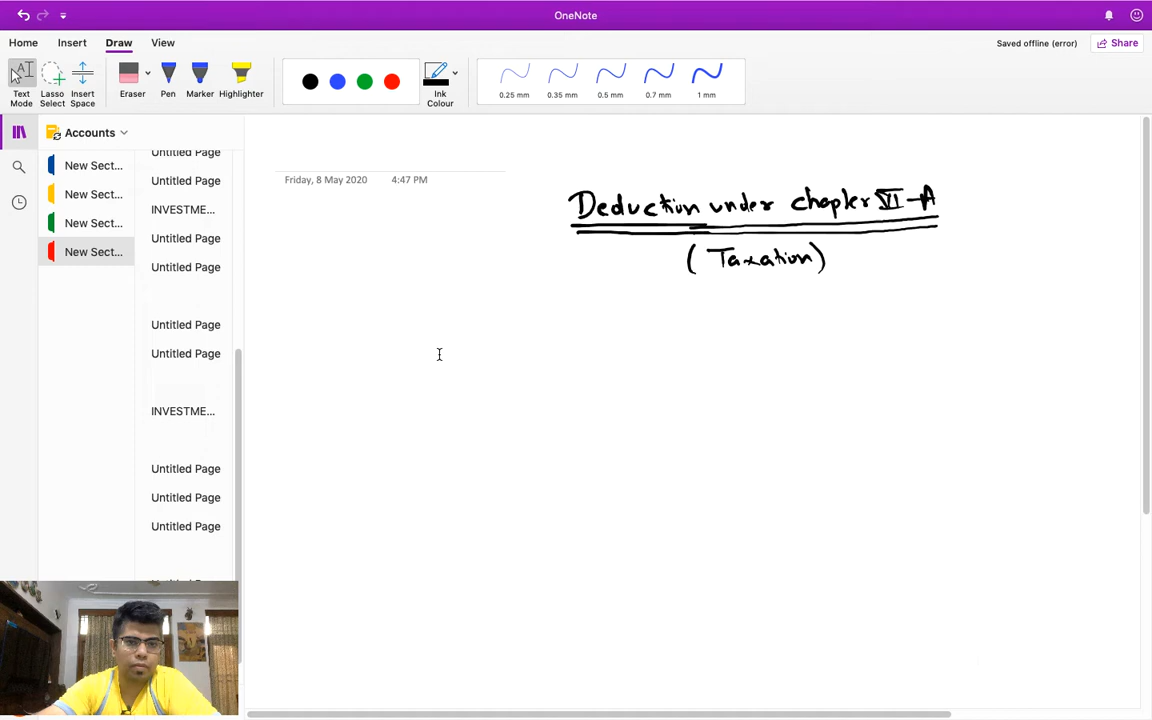 OneNote
Home Insert Draw View
Saved offline (error) Share
Text Mode
Lasso Select
Insert Space
Eraser
Pen
Marker
Highlighter
Ink Colour
0.25 mm 0.35 mm 0.5 mm 0.7 mm 1 mm
Accounts
New Sect...
New Sect...
New Sect...
New Sect...
Untitled Page
Untitled Page
INVESTME...
Untitled Page
Untitled Page
Untitled Page
Untitled Page
INVESTME...
Untitled Page
Untitled Page
Untitled Page
Friday, 8 May 2020 4:47 PM
Deduction under chapter VI-A
(Taxation)